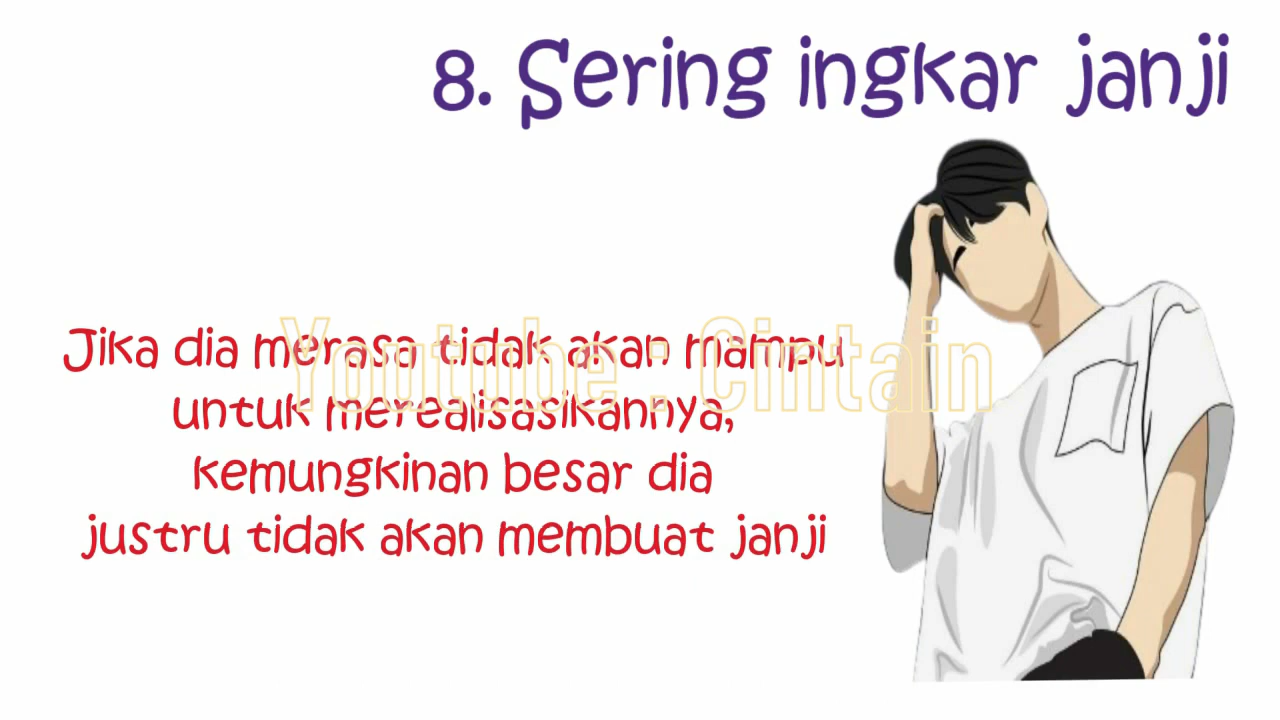 8. Sering ingkar janji
Jika dia merasa tidak akan mampu
untuk merealisasikannya,
kemungkinan besar dia
justru tidak akan membuat janji
Youtube : Cintain